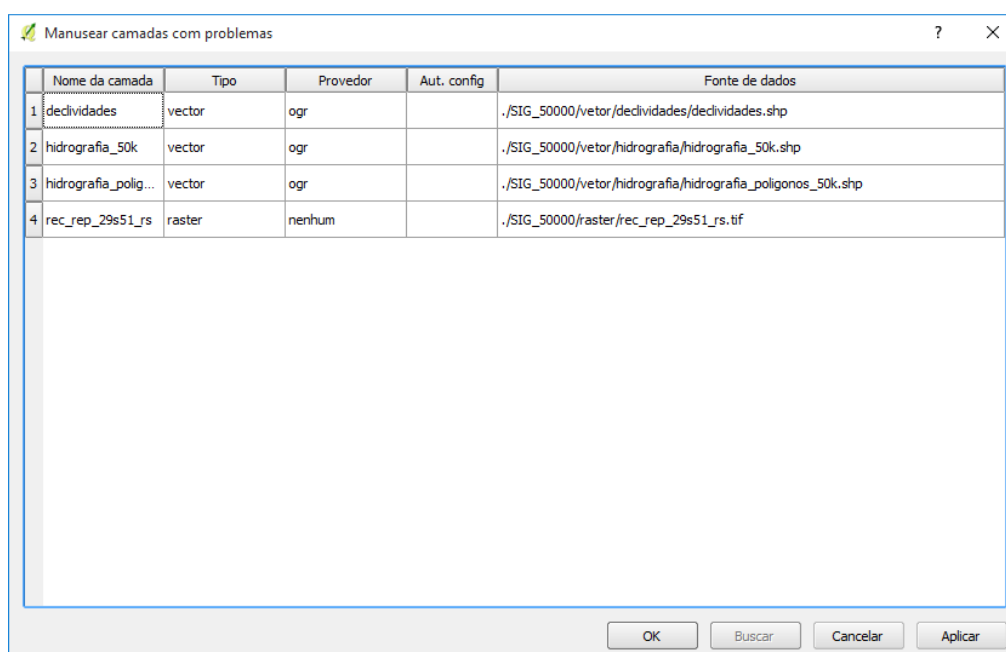 Manusear camadas com problemas ?
Nome da camada Tipo Provedor Aut. config Fonte de dados
1 declividades vector ogr ./SIG_50000/vetor/declividades/declividades.shp
2 hidrografia_50k vector ogr ./SIG_50000/vetor/hidrografia/hidrografia_50k.shp
3 hidrografia_polig... vector ogr ./SIG_50000/vetor/hidrografia/hidrografia_poligonos_50k.shp
4 rec_rep_29s51_rs raster nenhum ./SIG_50000/raster/rec_rep_29s51_rs.tif
OK Buscar Cancelar Aplicar